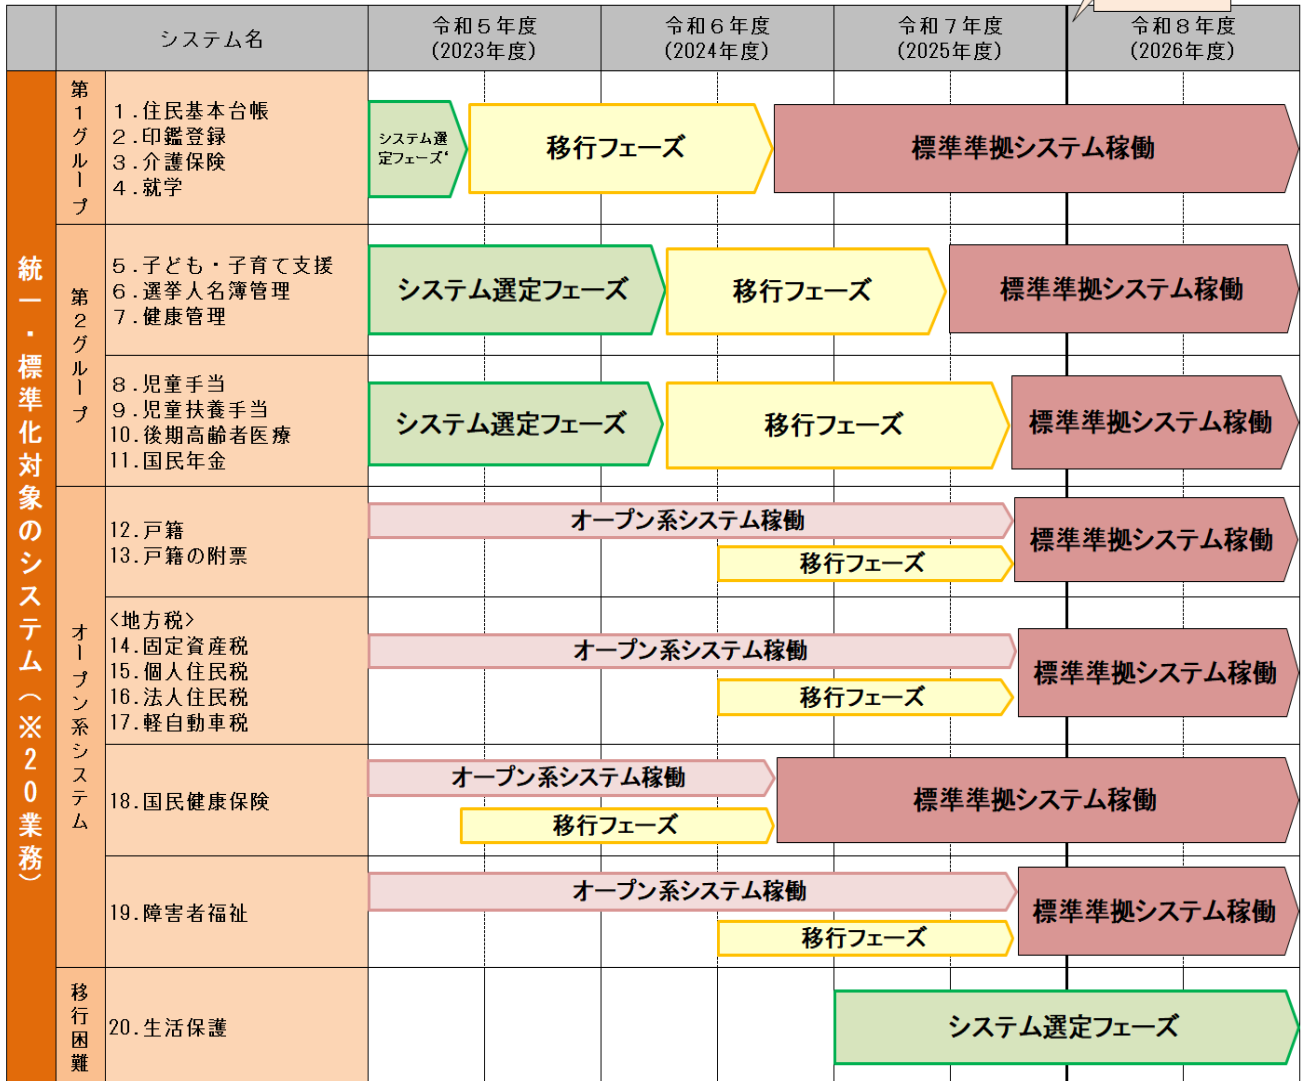 システム名
令和5年度
(2023年度)
令和6年度
(2024年度)
令和7年度
(2025年度)
令和8年度
(2026年度)
統一・標準化対象のシステム（※20業務）
第1グループ
1.住民基本台帳
2.印鑑登録
3.介護保険
4.就学
システム選
定フェーズ
移行フェーズ
標準準拠システム稼働
第2グループ
5.子ども・子育て支援
6.選挙人名簿管理
7.健康管理
システム選定フェーズ
移行フェーズ
標準準拠システム稼働
8.児童手当
9.児童扶養手当
10.後期高齢者医療
11.国民年金
システム選定フェーズ
移行フェーズ
標準準拠システム稼働
オープン系システム
12.戸籍
13.戸籍の附票
オープン系システム稼働
移行フェーズ
標準準拠システム稼働
<地方税>
14.固定資産税
15.個人住民税
16.法人住民税
17.軽自動車税
オープン系システム稼働
移行フェーズ
標準準拠システム稼働
18.国民健康保険
オープン系システム稼働
移行フェーズ
標準準拠システム稼働
19.障害者福祉
オープン系システム稼働
移行フェーズ
標準準拠システム稼働
移行困難
20.生活保護
システム選定フェーズ